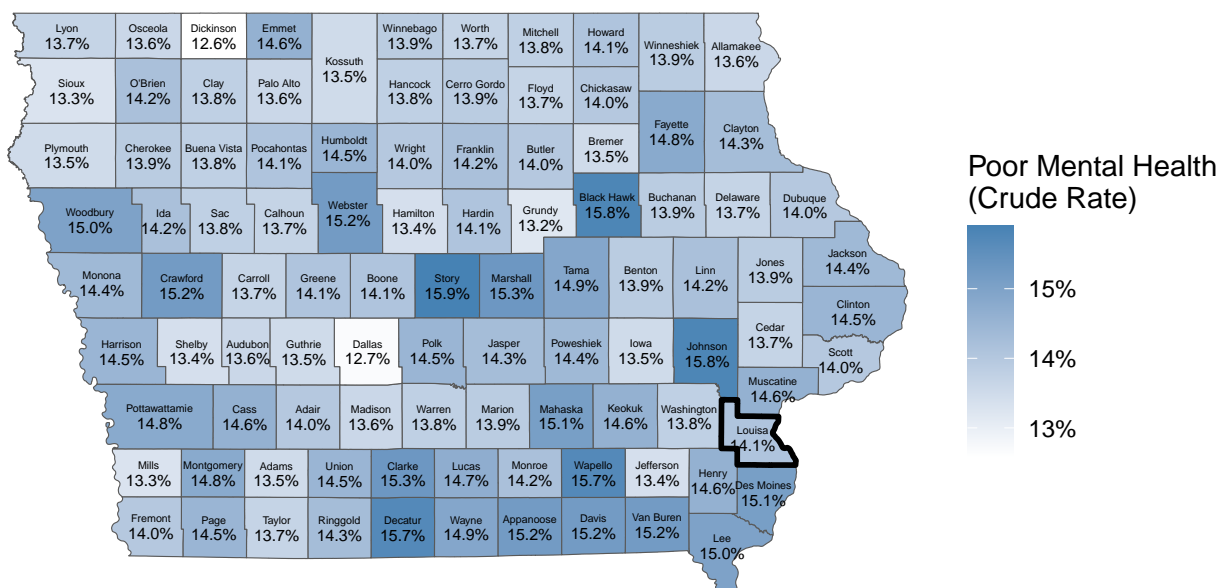 Lyon
13.7%
Osceola
13.6%
Dickinson
12.6%
Emmet
14.6%
Kossuth
13.5%
Winnebago
13.9%
Worth
13.7%
Mitchell
13.8%
Howard
14.1%
Winneshiek
13.9%
Allamakee
13.6%
Sioux
13.3%
O'Brien
14.2%
Clay
13.8%
Palo Alto
13.6%
Hancock
13.8%
Cerro Gordo
13.9%
Floyd
13.7%
Chickasaw
14.0%
Fayette
14.8%
Clayton
14.3%
Plymouth
13.5%
Cherokee
13.9%
Buena Vista
13.8%
Pocahontas
14.1%
Humboldt
14.5%
Wright
14.0%
Franklin
14.2%
Butler
14.0%
Bremer
13.5%
Woodbury
15.0%
Ida
14.2%
Sac
13.8%
Calhoun
13.7%
Webster
15.2%
Hamilton
13.4%
Hardin
14.1%
Grundy
13.2%
Black Hawk
15.8%
Buchanan
13.9%
Delaware
13.7%
Dubuque
14.0%
Monona
14.4%
Crawford
15.2%
Carroll
13.7%
Greene
14.1%
Boone
14.1%
Story
15.9%
Marshall
15.3%
Tama
14.9%
Benton
13.9%
Linn
14.2%
Jones
13.9%
Jackson
14.4%
Clinton
14.5%
Harrison
14.5%
Shelby
13.4%
Audubon
13.6%
Guthrie
13.5%
Dallas
12.7%
Polk
14.5%
Jasper
14.3%
Poweshiek
14.4%
Iowa
13.5%
Johnson
15.8%
Cedar
13.7%
Scott
14.0%
Muscatine
14.6%
Pottawattamie
14.8%
Cass
14.6%
Adair
14.0%
Madison
13.6%
Warren
13.8%
Marion
13.9%
Mahaska
15.1%
Keokuk
14.6%
Washington
13.8%
Louisa
14.1%
Mills
13.3%
Montgomery
14.8%
Adams
13.5%
Union
14.5%
Clarke
15.3%
Lucas
14.7%
Monroe
14.2%
Wapello
15.7%
Jefferson
13.4%
Henry
14.6%
Des Moines
15.1%
Fremont
14.0%
Page
14.5%
Taylor
13.7%
Ringgold
14.3%
Decatur
15.7%
Wayne
14.9%
Appanoose
15.2%
Davis
15.2%
Van Buren
15.2%
Lee
15.0%
Poor Mental Health
(Crude Rate)
15%
14%
13%